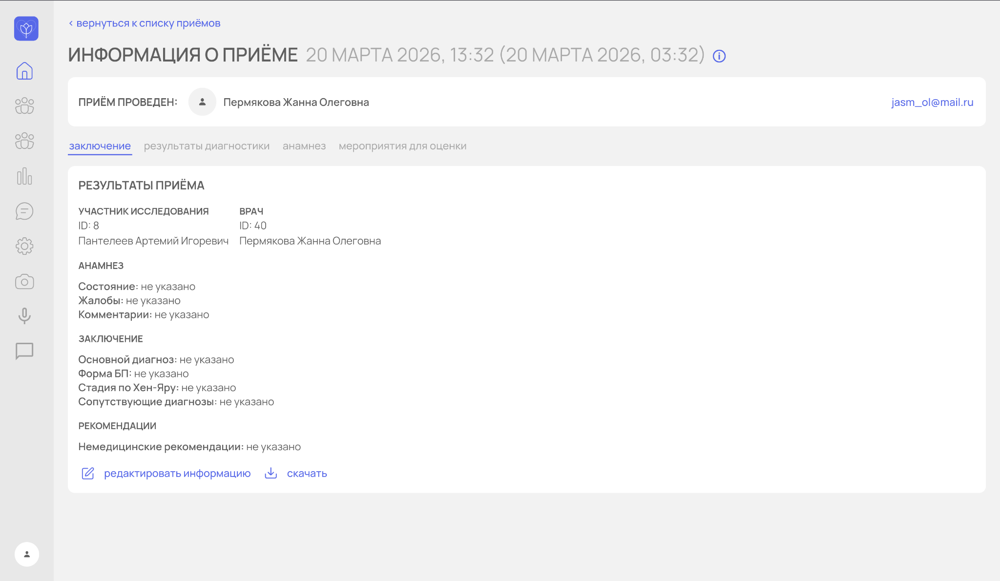 ‹ вернуться к списку приёмов
ИНФОРМАЦИЯ О ПРИЁМЕ 20 МАРТА 2026, 13:32 (20 МАРТА 2026, 03:32)
ПРИЁМ ПРОВЕДЕН: Пермякова Жанна Олеговна jasm_ol@mail.ru
заключение результаты диагностики анамнез мероприятия для оценки
РЕЗУЛЬТАТЫ ПРИЁМА
УЧАСТНИК ИССЛЕДОВАНИЯ ВРАЧ
ID: 8 ID: 40
Пантелеев Артемий Игоревич Пермякова Жанна Олеговна
АНАМНЕЗ
Состояние: не указано
Жалобы: не указано
Комментарии: не указано
ЗАКЛЮЧЕНИЕ
Основной диагноз: не указано
Форма БП: не указано
Стадия по Хен-Яру: не указано
Сопутствующие диагнозы: не указано
РЕКОМЕНДАЦИИ
Немедицинские рекомендации: не указано
редактировать информацию скачать